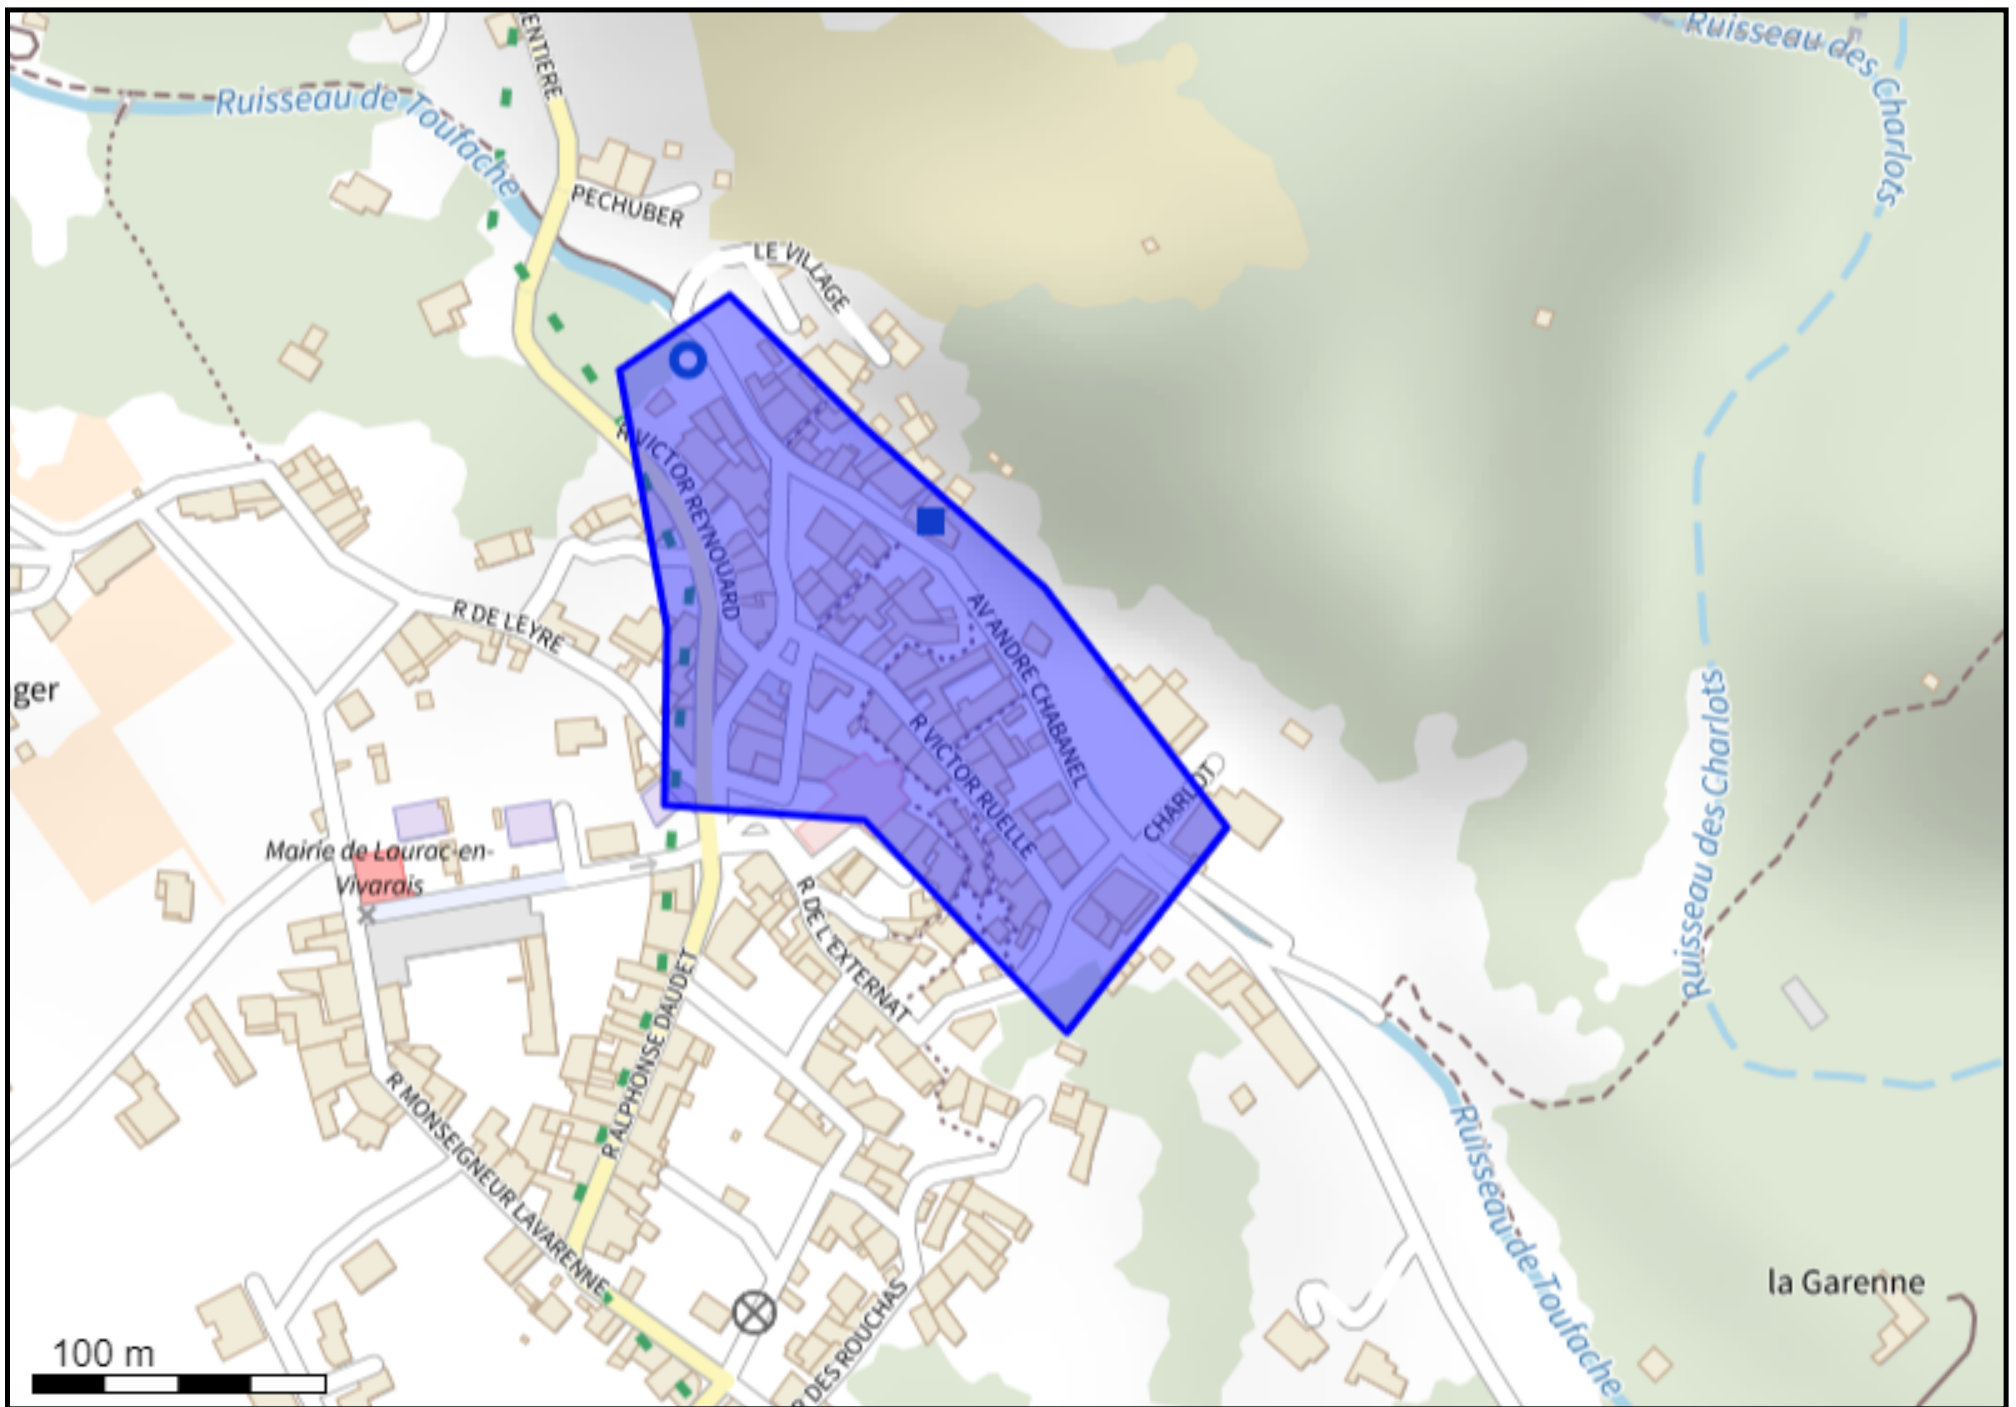 Ruisseau des Charlots
ENTIERE
Ruisseau de Toufache
PECHUBER
LE VILLAGE
R VICTOR REYNOUARD
R DE LEYRE
AV ANDRE CHABANEL
ger
R VICTOR RUELLE
CHARLOT
Ruisseau des Charlots
Mairie de Laurac-en-
Vivarais
R DE L'EXTERNAT
R ALPHONSE DAUDET
R MONSEIGNEUR LAVARENNE
Ruisseau de Toufache
la Garenne
DES ROUCHAS
100 m